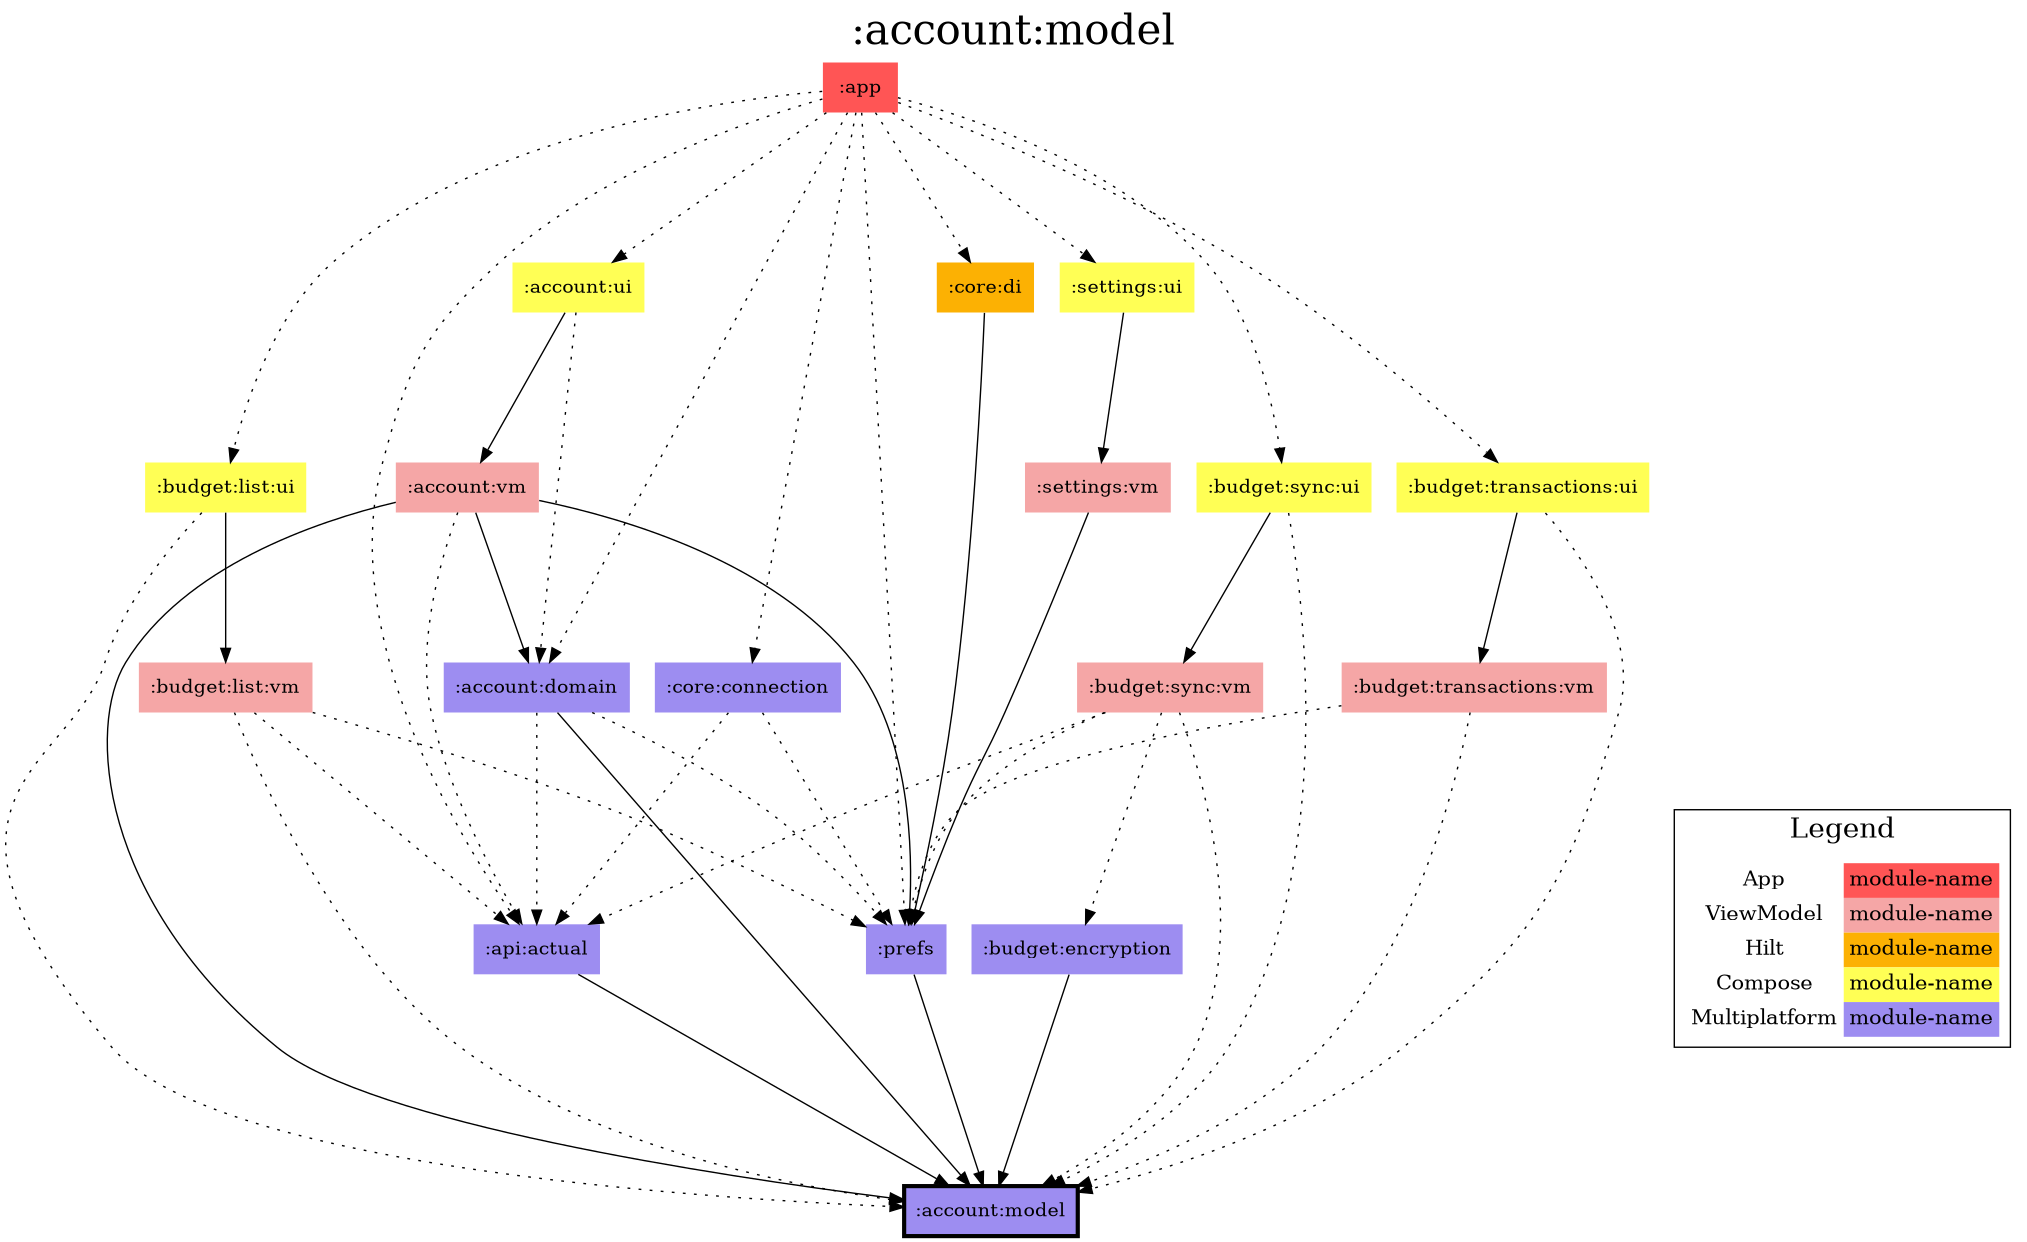 :account:model
:app
:account:ui
:core:di
:settings:ui
:budget:list:ui
:account:vm
:settings:vm
:budget:sync:ui
:budget:transactions:ui
:budget:list:vm
:account:domain
:core:connection
:budget:sync:vm
:budget:transactions:vm
:api:actual
:prefs
:budget:encryption
:account:model
Legend
App module-name
ViewModel module-name
Hilt module-name
Compose module-name
Multiplatform module-name